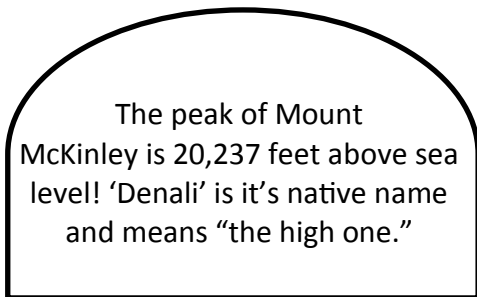 The peak of Mount
McKinley is 20,237 feet above sea
level! ‘Denali’ is it’s native name
and means “the high one.”